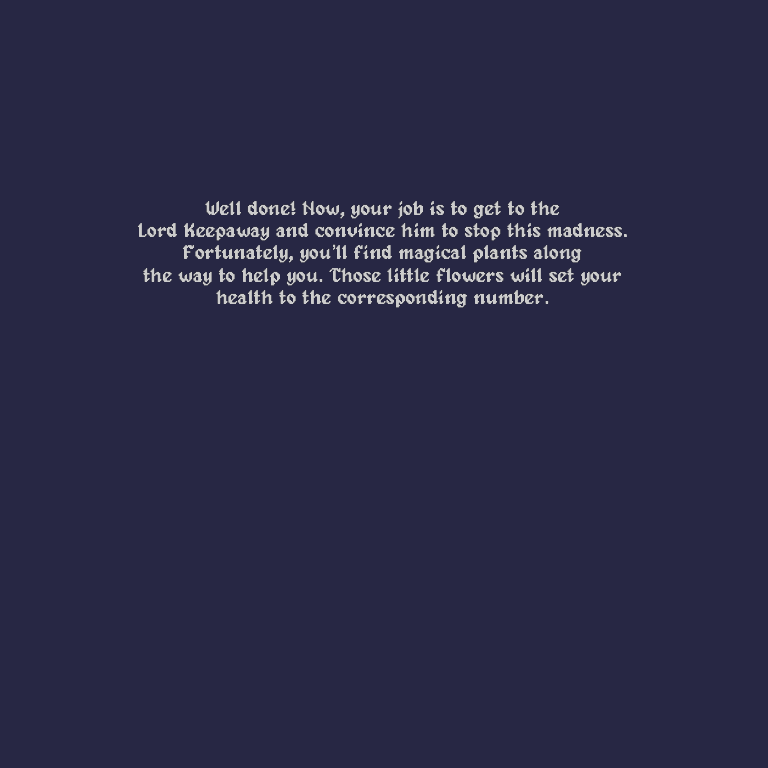 Well done! Now, your job is to get to the
Lord Keepaway and convince him to stop this madness.
Fortunately, you'll find magical plants along
the way to help you. Those little flowers will set your
health to the corresponding number.